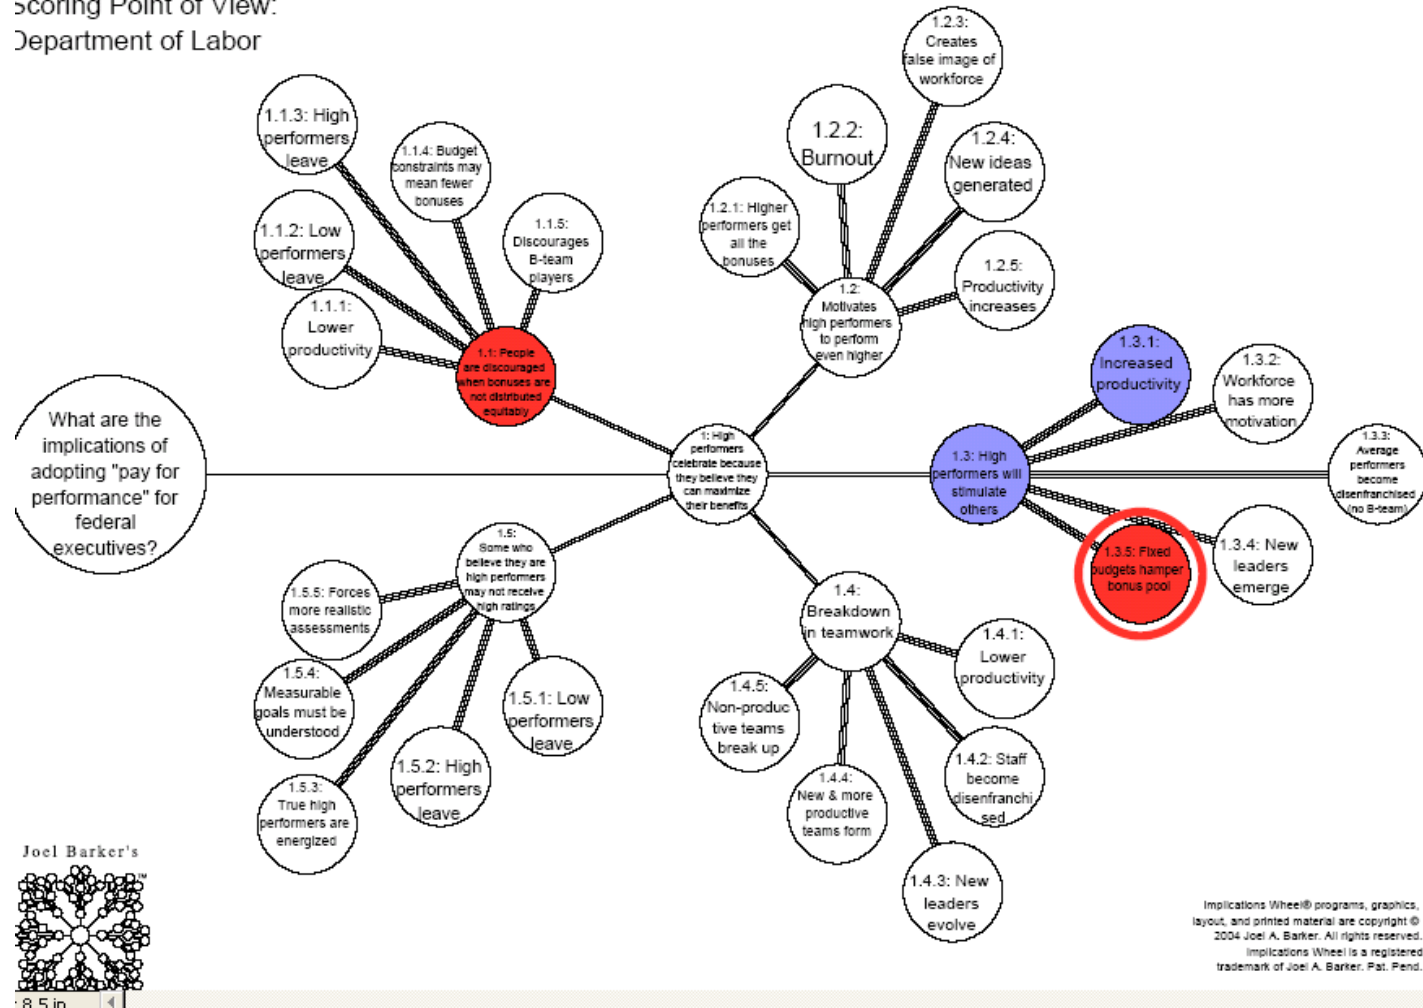 Scoring Point of View:
Department of Labor
What are the
implications of
adopting "pay for
performance" for
federal
executives?
1: High
performers
celebrate because
they believe they
can maximize
their benefits
1.1: People
are discouraged
when bonuses are
not distributed
equitably
1.1.1:
Lower
productivity
1.1.2: Low
performers
leave
1.1.3: High
performers
leave
1.1.4: Budget
constraints may
mean fewer
bonuses
1.1.5:
Discourages
B-team
players
1.2:
Motivates
high performers
to perform
even higher
1.2.1: Higher
performers get
all the
bonuses
1.2.2:
Burnout
1.2.3:
Creates
false image of
workforce
1.2.4:
New ideas
generated
1.2.5:
Productivity
increases
1.3: High
performers will
stimulate
others
1.3.1:
Increased
productivity
1.3.2:
Workforce
has more
motivation
1.3.3:
Average
performers
become
disenfranchised
(no B-team)
1.3.4: New
leaders
emerge
1.3.5: Fixed
budgets hamper
bonus pool
1.4:
Breakdown
in teamwork
1.4.1:
Lower
productivity
1.4.2: Staff
become
disenfranchi
sed
1.4.3: New
leaders
evolve
1.4.4:
New & more
productive
teams form
1.4.5:
Non-produc
tive teams
break up
1.5:
Some who
believe they are
high performers
may not receive
high ratings
1.5.1: Low
performers
leave
1.5.2: High
performers
leave
1.5.3:
True high
performers are
energized
1.5.4:
Measurable
goals must be
understood
1.5.5: Forces
more realistic
assessments
Joel Barker's
™
Implications Wheel® programs, graphics,
layout, and printed material are copyright ©
2004 Joel A. Barker. All rights reserved.
Implications Wheel is a registered
trademark of Joel A. Barker. Pat. Pend.
8.5 in